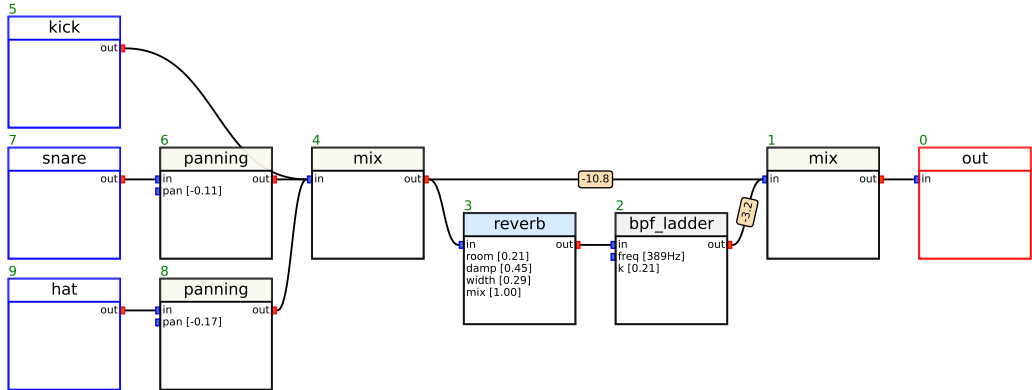 5
kick
out
7
snare
out
6
panning
in out
pan [-0.11]
4
mix
in out
-10.8
1
mix
in out
0
out
in
3
reverb
in out
room [0.21]
damp [0.45]
width [0.29]
mix [1.00]
2
bpf_ladder
in out
freq [389Hz]
k [0.21]
-3.2
9
hat
out
8
panning
in out
pan [-0.17]